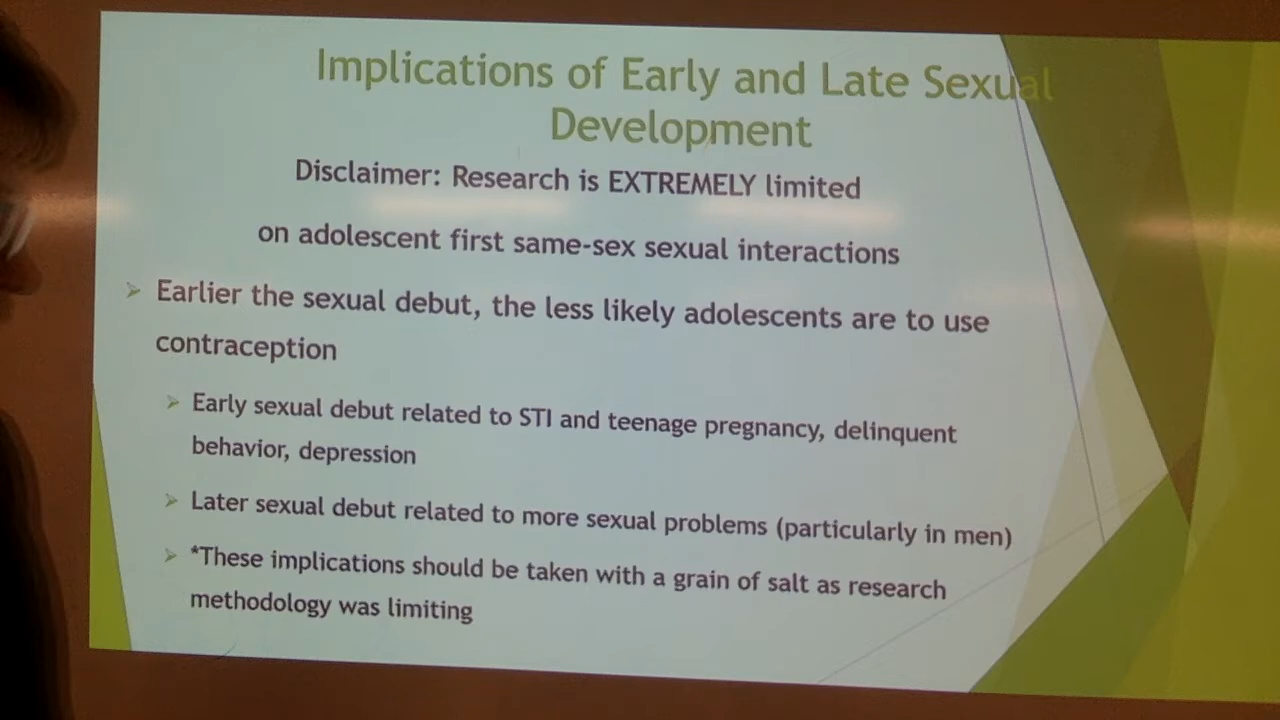 Implications of Early and Late Sexual
Development
Disclaimer: Research is EXTREMELY limited
on adolescent first same-sex sexual interactions
Earlier the sexual debut, the less likely adolescents are to use
contraception
Early sexual debut related to STI and teenage pregnancy, delinquent
behavior, depression
Later sexual debut related to more sexual problems (particularly in men)
*These implications should be taken with a grain of salt as research
methodology was limiting